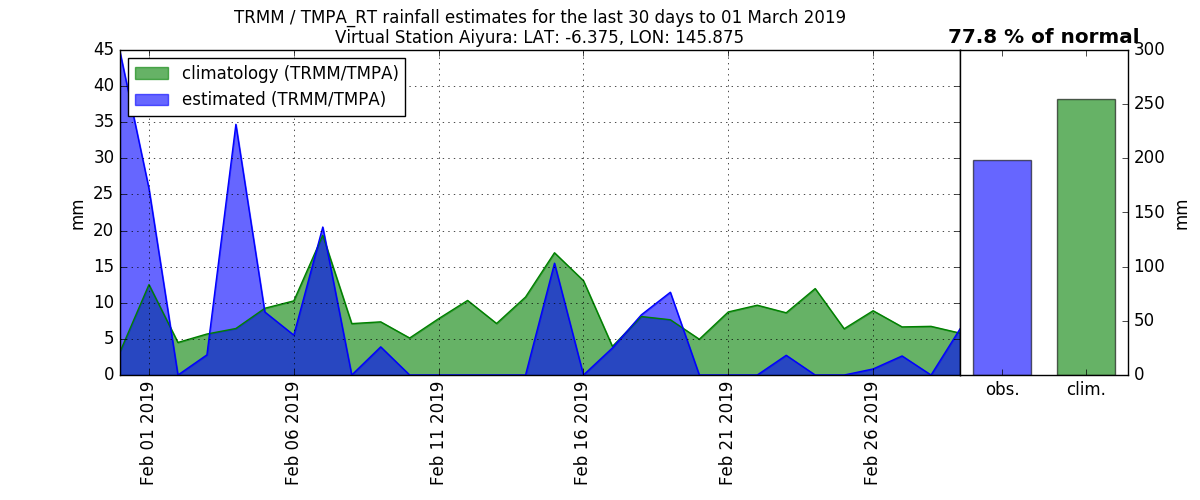 TRMM / TMPA_RT rainfall estimates for the last 30 days to 01 March 2019
Virtual Station Aiyura: LAT: -6.375, LON: 145.875
77.8 % of normal
climatology (TRMM/TMPA)
estimated (TRMM/TMPA)
45
40
35
30
25
20
15
10
5
0
mm
Feb 01 2019
Feb 06 2019
Feb 11 2019
Feb 16 2019
Feb 21 2019
Feb 26 2019
obs.
clim.
300
250
200
150
100
50
0
mm